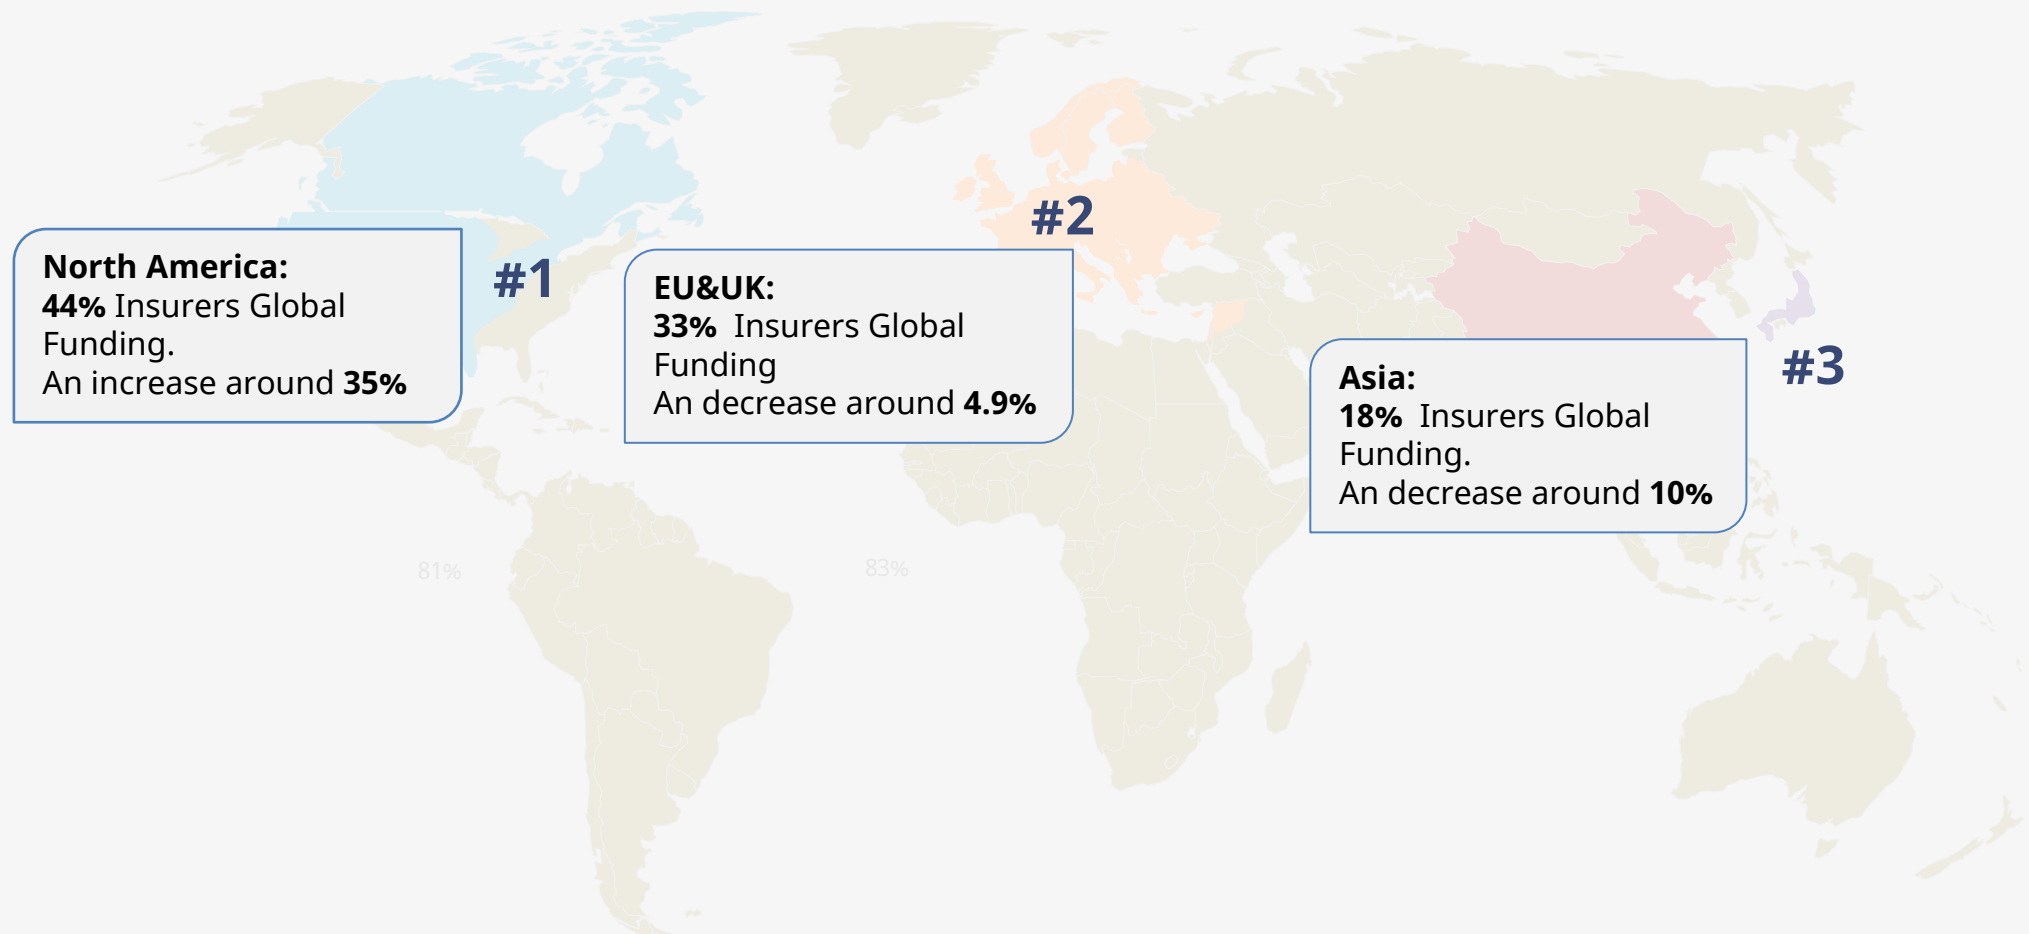 North America:
44% Insurers Global
Funding.
An increase around 35%
#1
#2
EU&UK:
33% Insurers Global
Funding
An decrease around 4.9%
#3
Asia:
18% Insurers Global
Funding.
An decrease around 10%
81%
83%